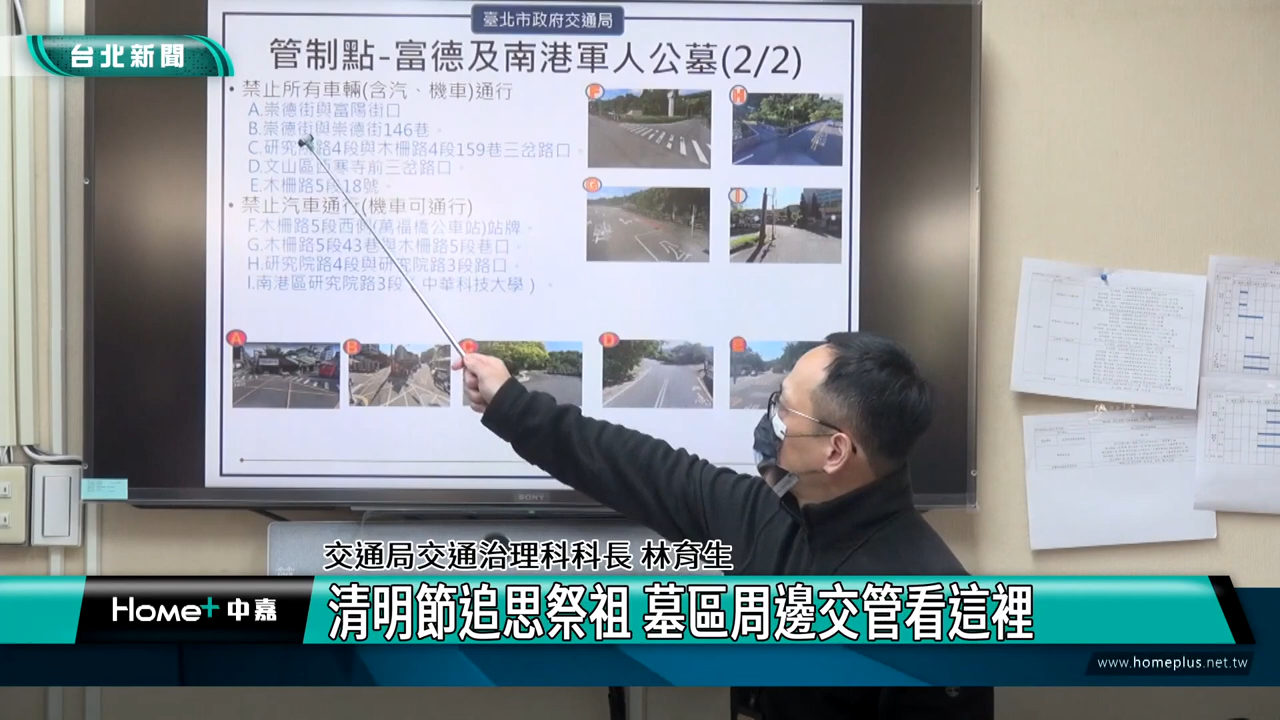 臺北市政府交通局
台北新聞
管制點-富德及南港軍人公墓(2/2)
• 禁止所有車輛(含汽、機車)通行
A.崇德街與富陽街口
B.崇德街與崇德街146巷。
C.研究院路4段與木柵路4段159巷三岔路口。
D.文山區西寒寺前三岔路口。
E.木柵路5段18號。
• 禁止汽車通行(機車可通行)
F.木柵路5段西側(萬福橋公車站)站牌。
G.木柵路5段43巷與木柵路5段巷口。
H.研究院路4段與研究院路3段路口。
I.南港區研究院路3段(中華科技大學)。
F
H
G
I
A
B
C
D
E
SONY
交通局交通治理科科長 林育生
Home+ 中嘉
清明節追思祭祖 墓區周邊交管看這裡
www.homeplus.net.tw